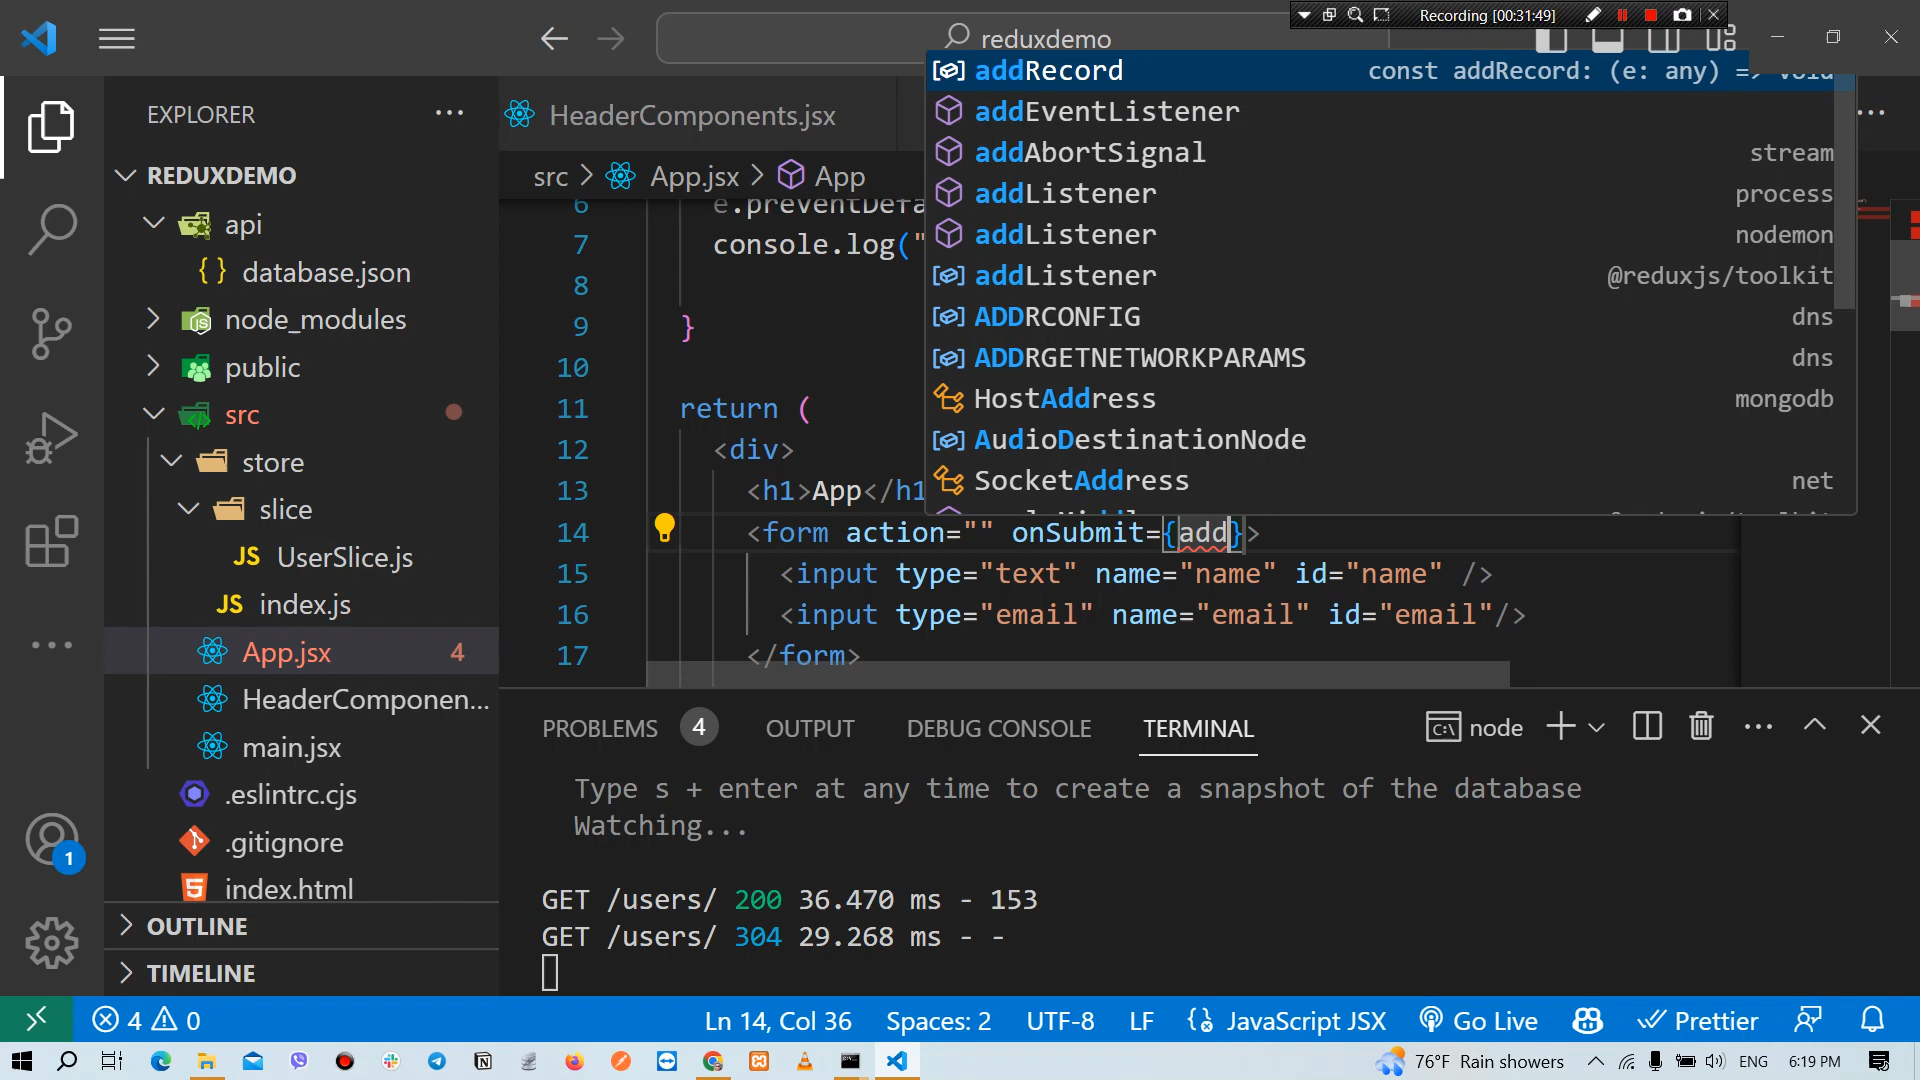 Recording [00:31:49]
reduxdemo
EXPLORER
REDUXDEMO
api
database.json
node_modules
public
src
store
slice
UserSlice.js
index.js
App.jsx 4
HeaderComponen...
main.jsx
.eslintrc.cjs
.gitignore
index.html
OUTLINE
TIMELINE
HeaderComponents.jsx
src > App.jsx > App
6 e.preventDefa
7 console.log("
8
9 }
10
11 return (
12 <div>
13 <h1>App</h1
14 <form action="" onSubmit={add}>
15 <input type="text" name="name" id="name" />
16 <input type="email" name="email" id="email"/>
17 </form>
addRecord const addRecord: (e: any) => void
addEventListener
addAbortSignal stream
addListener process
addListener nodemon
addListener @reduxjs/toolkit
ADDRCONFIG dns
ADDRGETNETWORKPARAMS dns
HostAddress mongodb
AudioDestinationNode
SocketAddress net
PROBLEMS 4 OUTPUT DEBUG CONSOLE TERMINAL node
Type s + enter at any time to create a snapshot of the database
Watching...
GET /users/ 200 36.470 ms - 153
GET /users/ 304 29.268 ms - -
1
4 0 Ln 14, Col 36 Spaces: 2 UTF-8 LF JavaScript JSX Go Live Prettier
76°F Rain showers ENG 6:19 PM